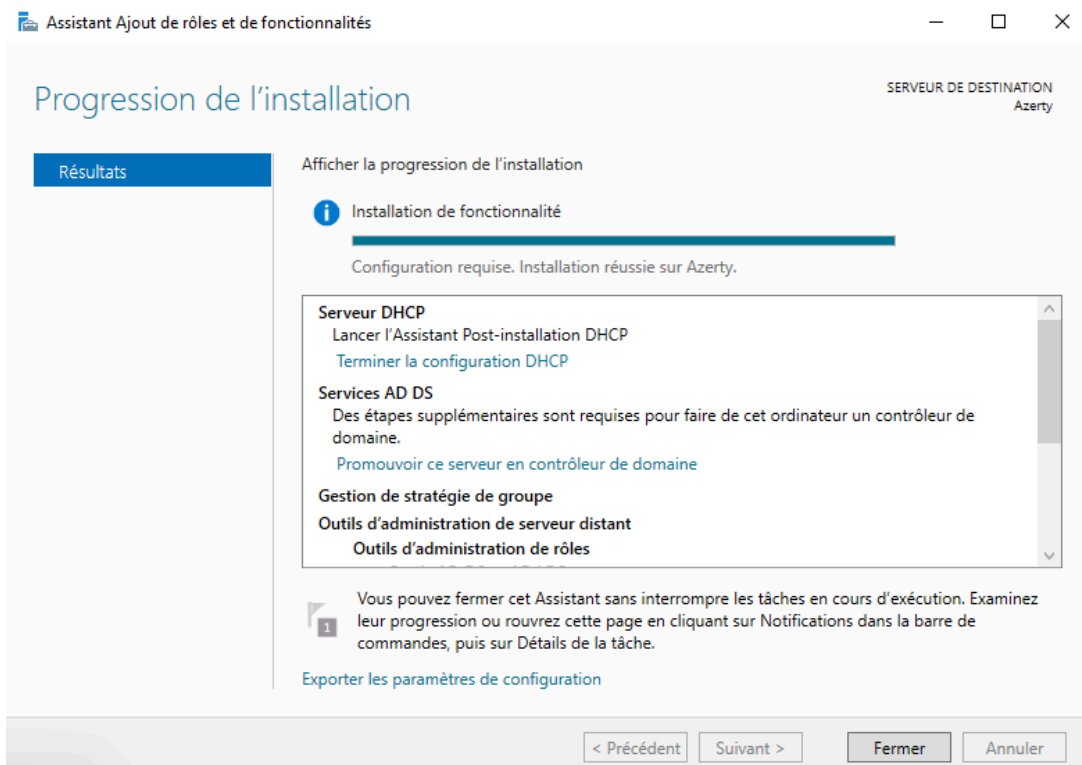 Assistant Ajout de rôles et de fonctionnalités
Progression de l’installation
SERVEUR DE DESTINATION
Azerty
Résultats
Afficher la progression de l’installation
Installation de fonctionnalité
Configuration requise. Installation réussie sur Azerty.
Serveur DHCP
Lancer l’Assistant Post-installation DHCP
Terminer la configuration DHCP
Services AD DS
Des étapes supplémentaires sont requises pour faire de cet ordinateur un contrôleur de
domaine.
Promouvoir ce serveur en contrôleur de domaine
Gestion de stratégie de groupe
Outils d’administration de serveur distant
Outils d’administration de rôles
1
Vous pouvez fermer cet Assistant sans interrompre les tâches en cours d’exécution. Examinez
leur progression ou rouvrez cette page en cliquant sur Notifications dans la barre de
commandes, puis sur Détails de la tâche.
Exporter les paramètres de configuration
< Précédent
Suivant >
Fermer
Annuler